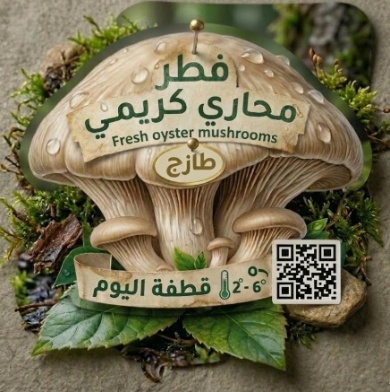 فطر
محاري كريمي
Fresh oyster mushrooms
طازج
قطفة اليوم
2-6°